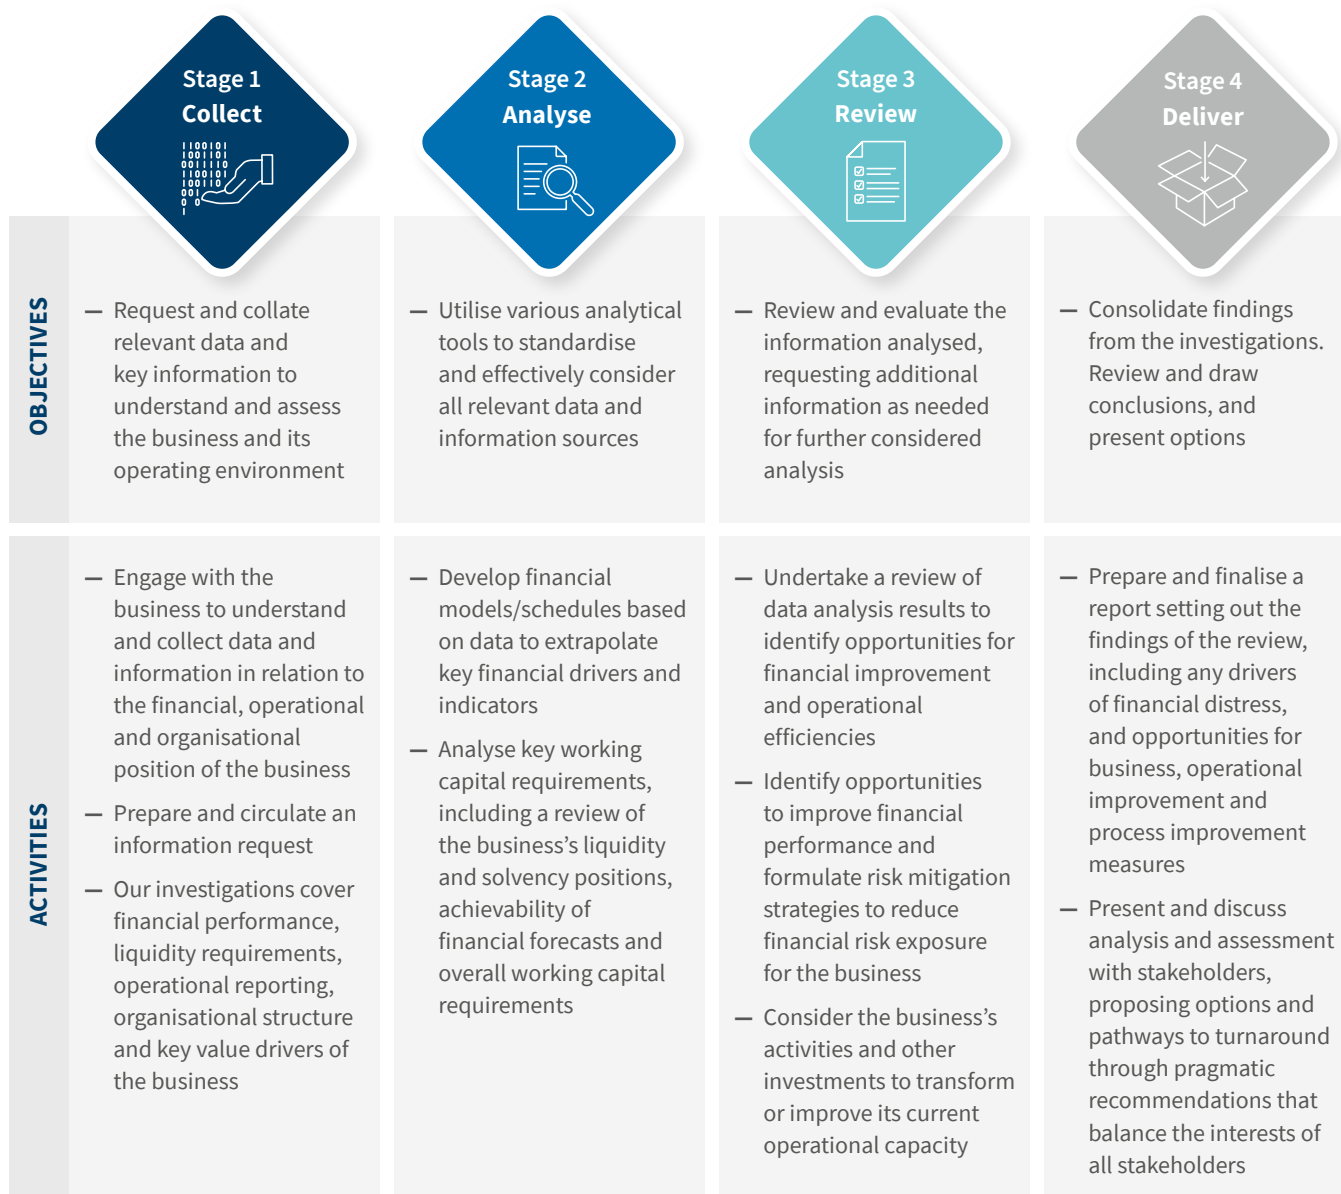 Stage 1
Collect
Stage 2
Analyse
Stage 3
Review
Stage 4
Deliver
1100101
1001101
0011101
0110101
1001101
00 1
0 0
1
OBJECTIVES
— Request and collate
relevant data and
key information to
understand and assess
the business and its
operating environment
— Utilise various analytical
tools to standardise
and effectively consider
all relevant data and
information sources
— Review and evaluate the
information analysed,
requesting additional
information as needed
for further considered
analysis
— Consolidate findings
from the investigations.
Review and draw
conclusions, and
present options
ACTIVITIES
— Engage with the
business to understand
and collect data and
information in relation to
the financial, operational
and organisational
position of the business
— Prepare and circulate an
information request
— Our investigations cover
financial performance,
liquidity requirements,
operational reporting,
organisational structure
and key value drivers of
the business
— Develop financial
models/schedules based
on data to extrapolate
key financial drivers and
indicators
— Analyse key working
capital requirements,
including a review of
the business’s liquidity
and solvency positions,
achievability of
financial forecasts and
overall working capital
requirements
— Undertake a review of
data analysis results to
identify opportunities for
financial improvement
and operational
efficiencies
— Identify opportunities
to improve financial
performance and
formulate risk mitigation
strategies to reduce
financial risk exposure
for the business
— Consider the business’s
activities and other
investments to transform
or improve its current
operational capacity
— Prepare and finalise a
report setting out the
findings of the review,
including any drivers
of financial distress,
and opportunities for
business, operational
improvement and
process improvement
measures
— Present and discuss
analysis and assessment
with stakeholders,
proposing options and
pathways to turnaround
through pragmatic
recommendations that
balance the interests of
all stakeholders